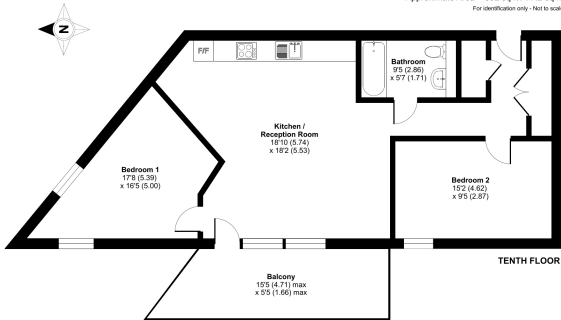 For identification only - Not to scale
N
F/F
Bathroom
9'5 (2.86)
x 5'7 (1.71)
Kitchen /
Reception Room
18'10 (5.74)
x 18'2 (5.53)
Bedroom 1
17'8 (5.39)
x 16'5 (5.00)
Bedroom 2
15'2 (4.62)
x 9'5 (2.87)
TENTH FLOOR
Balcony
15'5 (4.71) max
x 5'5 (1.66) max